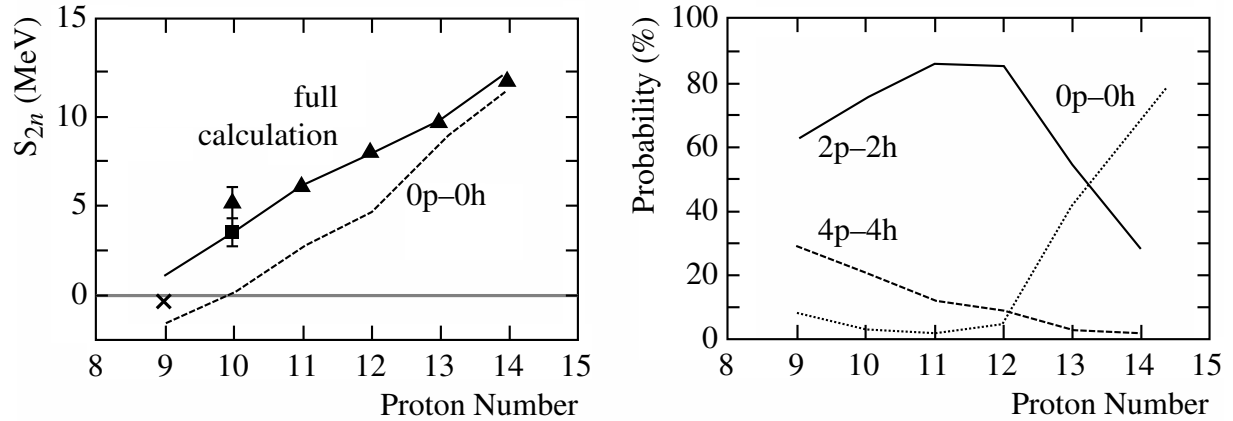 S2n (MeV)
15
10
5
0
full
calculation
0p–0h
8 9 10 11 12 13 14 15
Proton Number
Probability (%)
100
80
60
40
20
0
0p–0h
2p–2h
4p–4h
8 9 10 11 12 13 14 15
Proton Number